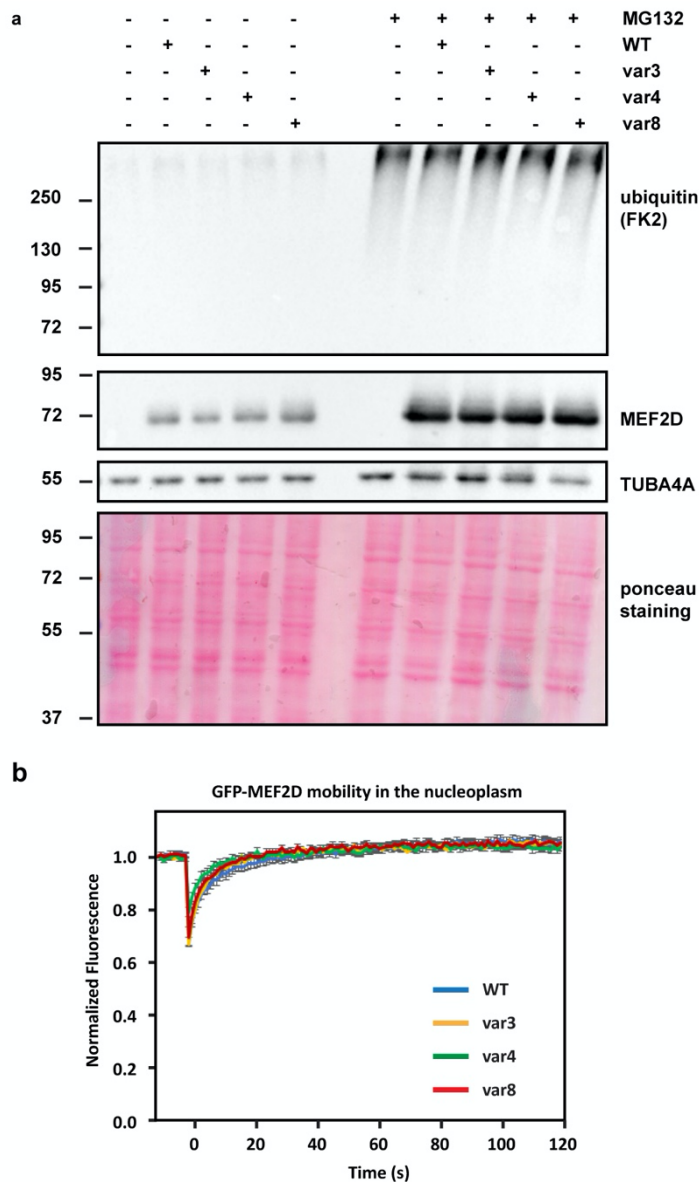 a
- - - - - + + + + + MG132
- + - - - - + - - - WT
- - + - - - - + - - var3
- - - + - - - - + - var4
- - - - + - - - - + var8
250
130
95
72
ubiquitin
(FK2)
95
72
MEF2D
55
TUBA4A
95
72
55
37
ponceau
staining
b
GFP-MEF2D mobility in the nucleoplasm
Normalized Fluorescence
1.0
0.8
0.6
0.4
0.2
0.0
WT
var3
var4
var8
0 20 40 60 80 100 120
Time (s)